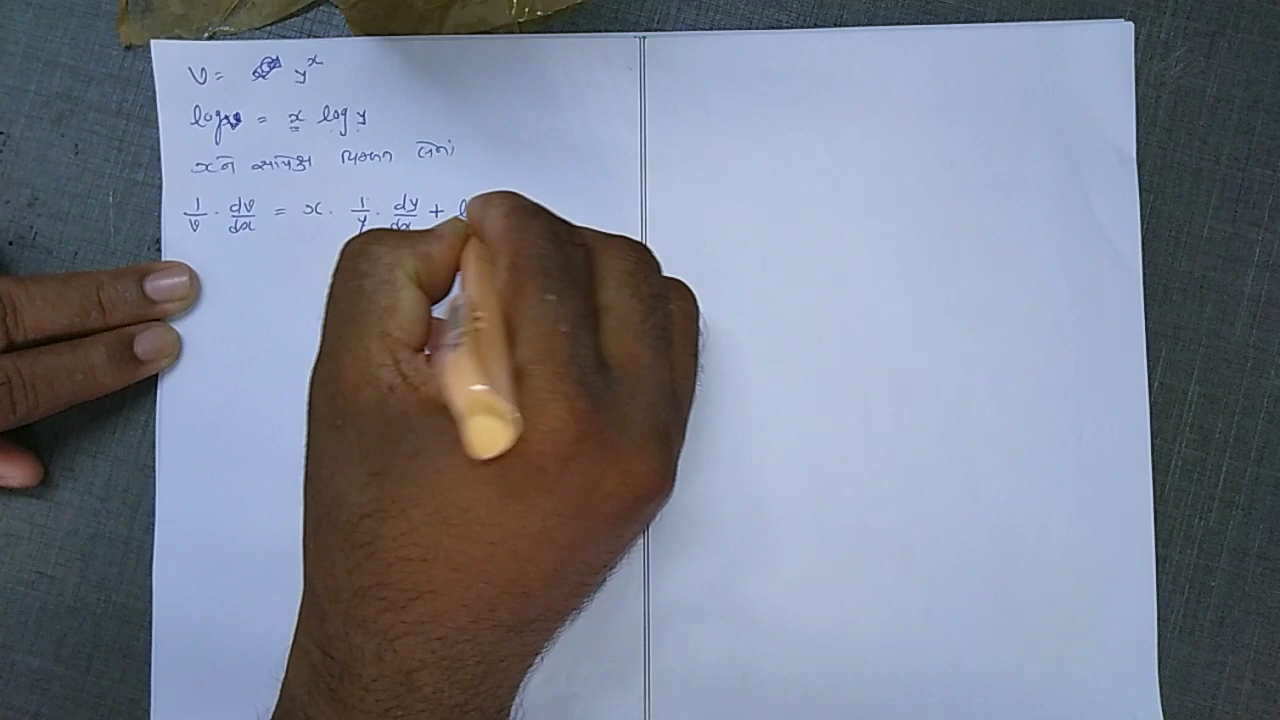 v = y^x
log v = x log y
x ને સાપેક્ષ વિકલન લેતાં
1/v · dv/dx = x · 1/y · dy/dx +